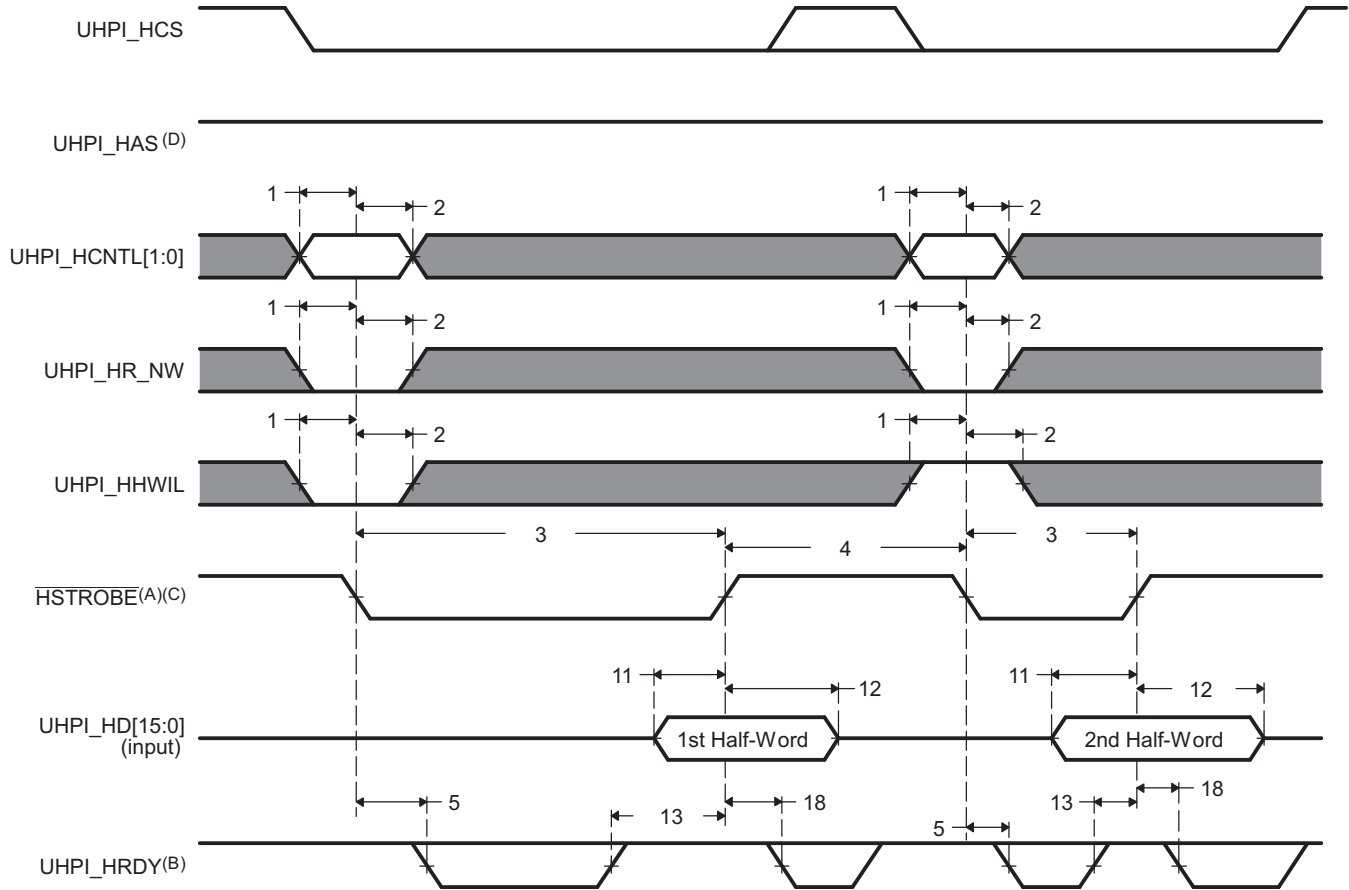 UHPI_HCS
UHPI_HAS (D)
1
2
1
2
UHPI_HCNTL[1:0]
1
2
1
2
UHPI_HR_NW
1
2
1
2
UHPI_HHWIL
3
4
3
HSTROBE(A)(C)
11
12
11
12
UHPI_HD[15:0]
(input)
1st Half-Word
2nd Half-Word
5
13
18
5
13
18
UHPI_HRDY(B)